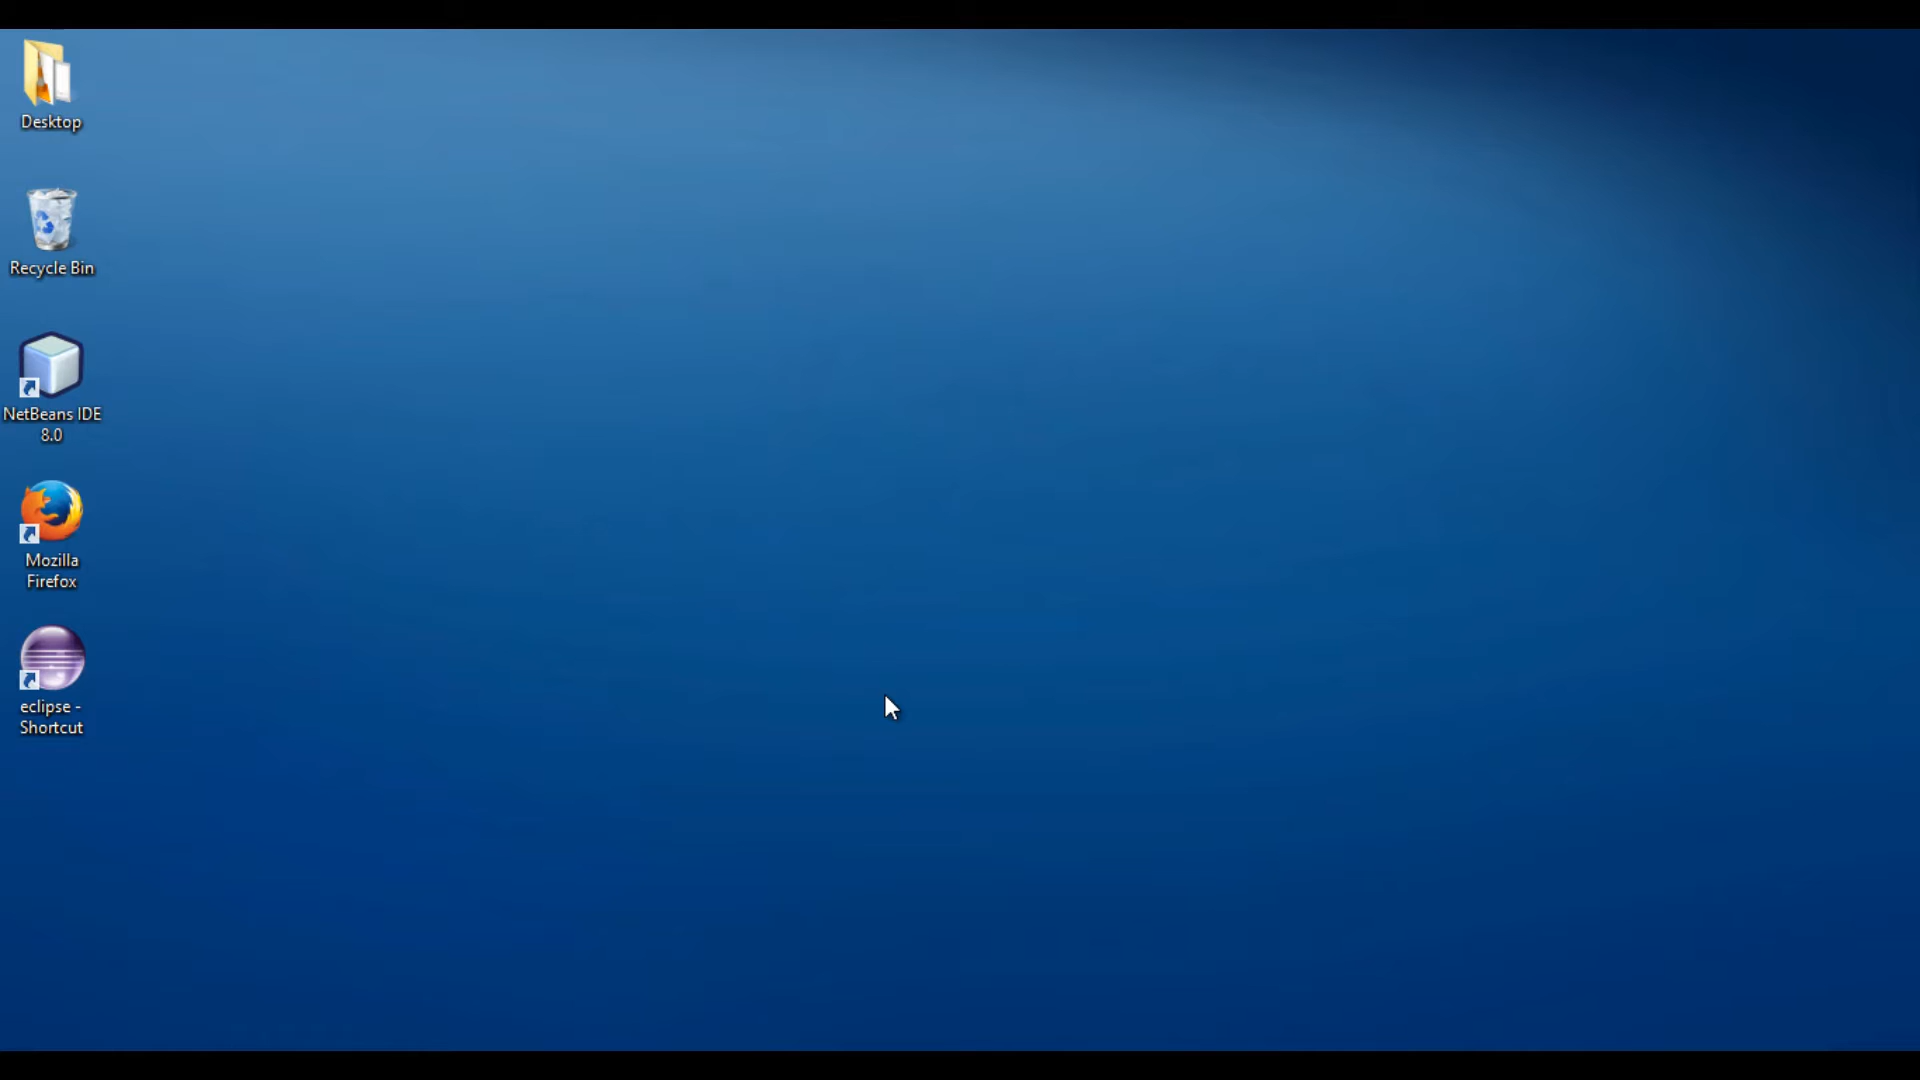 Desktop
Recycle Bin
NetBeans IDE
8.0
Mozilla
Firefox
eclipse -
Shortcut